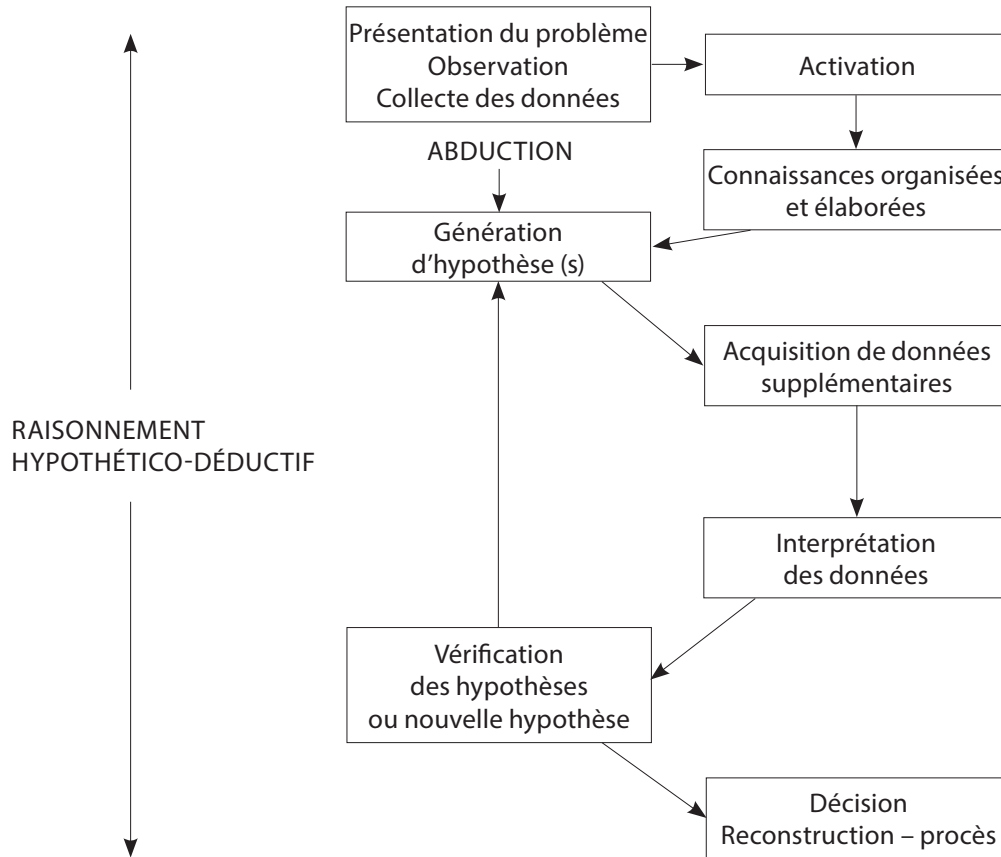 Présentation du problème
Observation
Collecte des données
Activation
ABDUCTION
Connaissances organisées
et élaborées
Génération
d'hypothèse (s)
Acquisition de données
supplémentaires
RAISONNEMENT
HYPOTHÉTICO-DÉDUCTIF
Interprétation
des données
Vérification
des hypothèses
ou nouvelle hypothèse
Décision
Reconstruction – procès